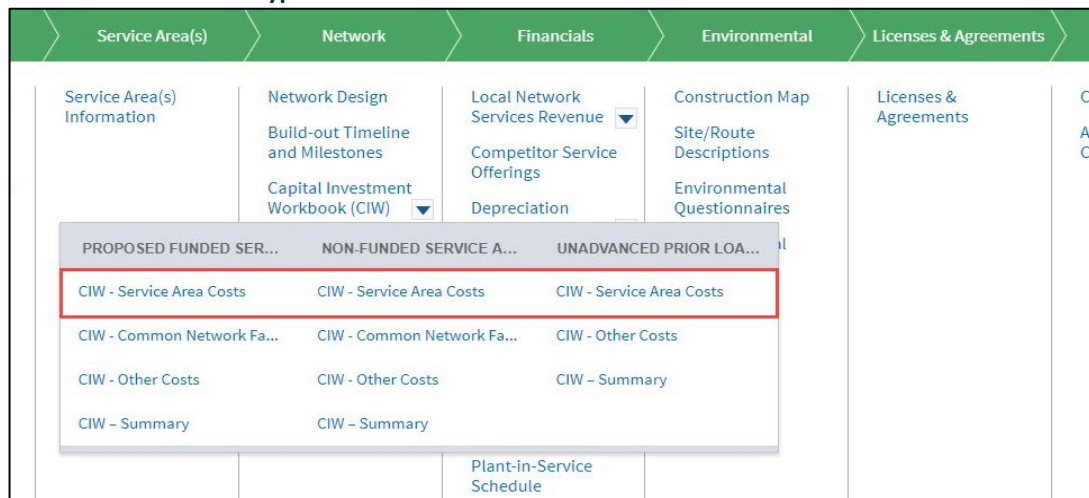 Service Area(s)
Network
Financials
Environmental
Licenses & Agreements
Service Area(s)
Information
Network Design
Build-out Timeline
and Milestones
Capital Investment
Workbook (CIW)
Local Network
Services Revenue
Competitor Service
Offerings
Depreciation
Construction Map
Site/Route
Descriptions
Environmental
Questionnaires
Licenses &
Agreements
PROPOSED FUNDED SER...
NON-FUNDED SERVICE A...
UNADVANCED PRIOR LOA...
CIW - Service Area Costs
CIW - Service Area Costs
CIW - Service Area Costs
CIW - Common Network Fa...
CIW - Common Network Fa...
CIW - Other Costs
CIW - Other Costs
CIW - Other Costs
CIW – Summary
CIW – Summary
CIW – Summary
Plant-in-Service
Schedule